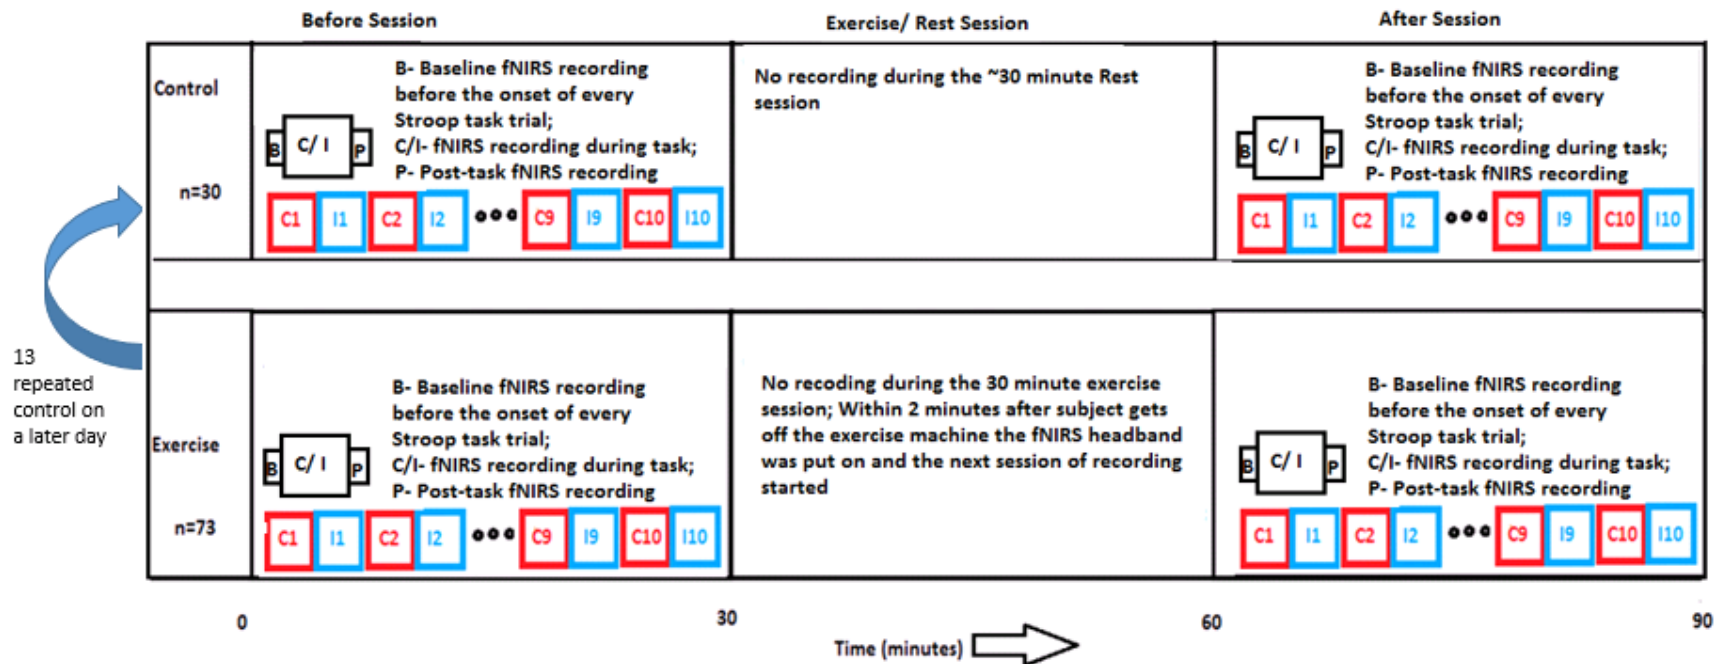 Before Session
Exercise/ Rest Session
After Session
Control
n=30
B- Baseline fNIRS recording
before the onset of every
Stroop task trial;
C/I- fNIRS recording during task;
P- Post-task fNIRS recording
B C/ I P
C1 I1 C2 I2 C9 I9 C10 I10
No recording during the ~30 minute Rest
session
B- Baseline fNIRS recording
before the onset of every
Stroop task trial;
C/I- fNIRS recording during task;
P- Post-task fNIRS recording
B C/ I P
C1 I1 C2 I2 C9 I9 C10 I10
13
repeated
control on
a later day
Exercise
n=73
B- Baseline fNIRS recording
before the onset of every
Stroop task trial;
C/I- fNIRS recording during task;
P- Post-task fNIRS recording
B C/ I P
C1 I1 C2 I2 C9 I9 C10 I10
No recoding during the 30 minute exercise
session; Within 2 minutes after subject gets
off the exercise machine the fNIRS headband
was put on and the next session of recording
started
B- Baseline fNIRS recording
before the onset of every
Stroop task trial;
C/I- fNIRS recording during task;
P- Post-task fNIRS recording
B C/ I P
C1 I1 C2 I2 C9 I9 C10 I10
0 30 60 90
Time (minutes)